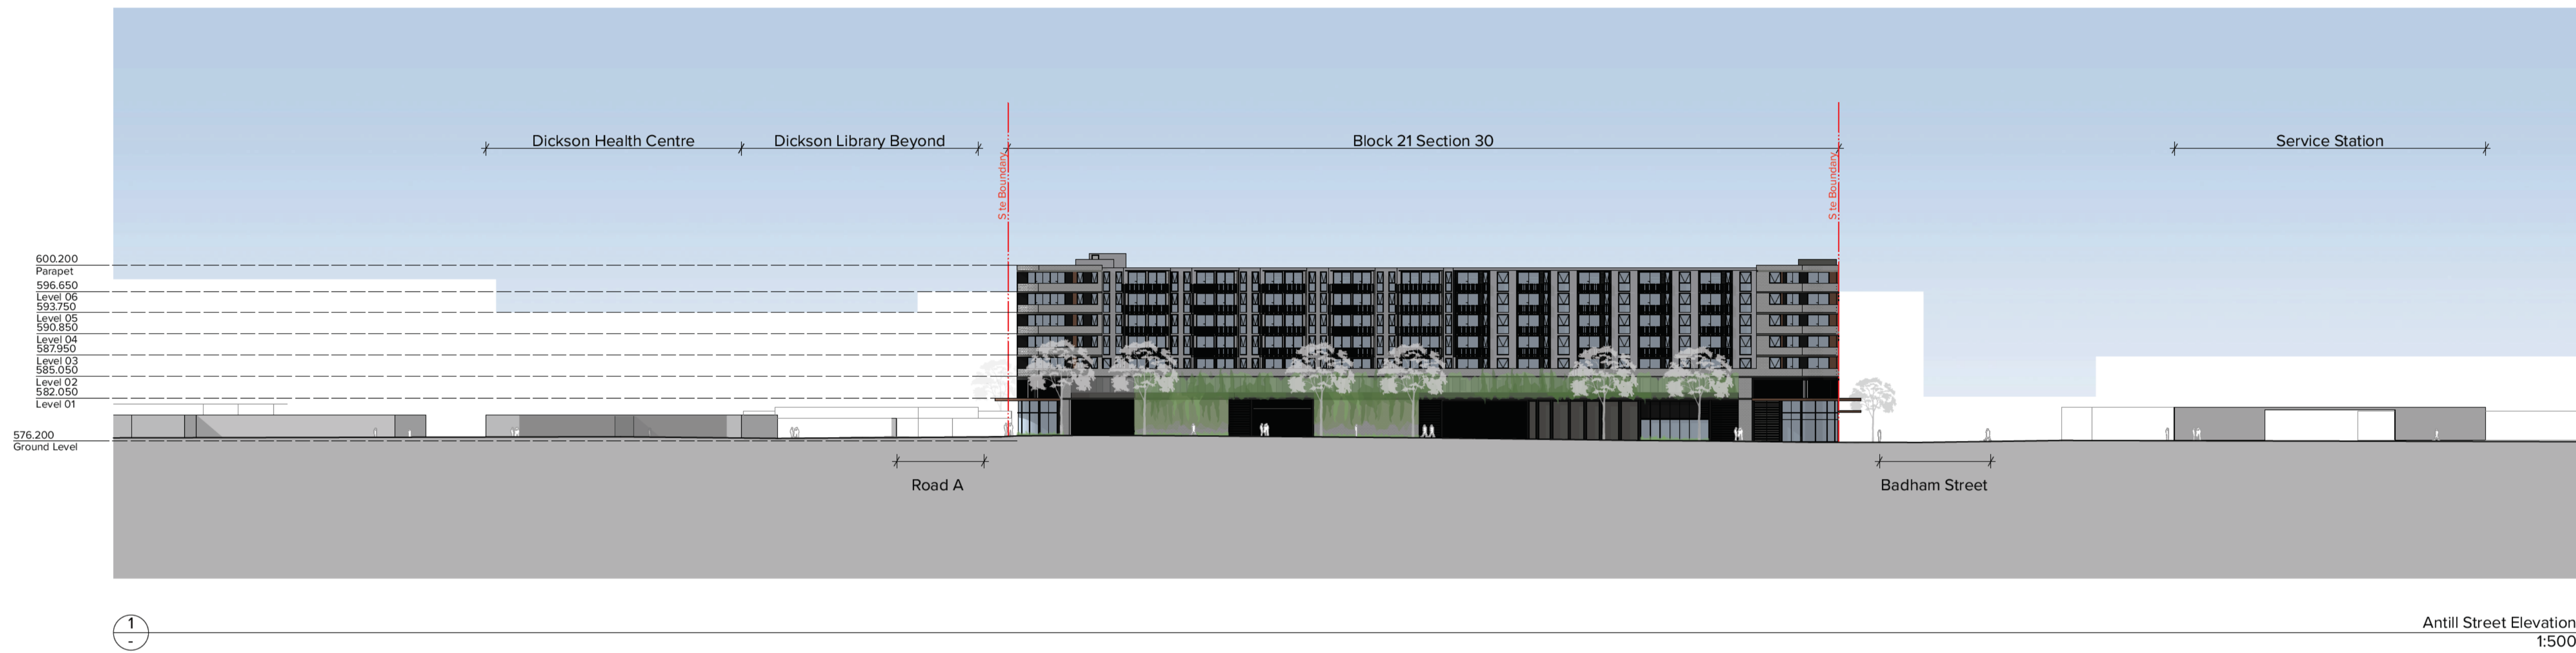 Dickson Health Centre
Dickson Library Beyond
Block 21 Section 30
Service Station
S te Boundary
S te Boundary
600.200
Parapet
596.650
Level 06
593.750
Level 05
590.850
Level 04
587.950
Level 03
585.050
Level 02
582.050
Level 01
576.200
Ground Level
Road A
Badham Street
1
-
Antill Street Elevation
1:500